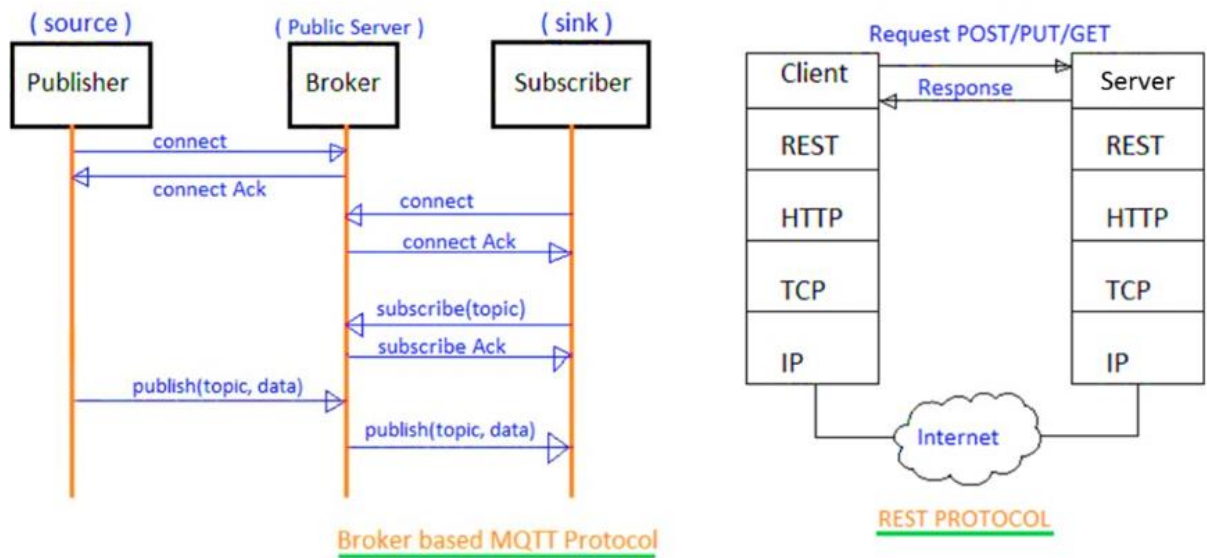 ( source )
( Public Server )
( sink )
Publisher
Broker
Subscriber
connect
connect Ack
connect
connect Ack
subscribe(topic)
subscribe Ack
publish(topic, data)
publish(topic, data)
Broker based MQTT Protocol
Request POST/PUT/GET
Client
Response
Server
REST
REST
HTTP
HTTP
TCP
TCP
IP
IP
Internet
REST PROTOCOL